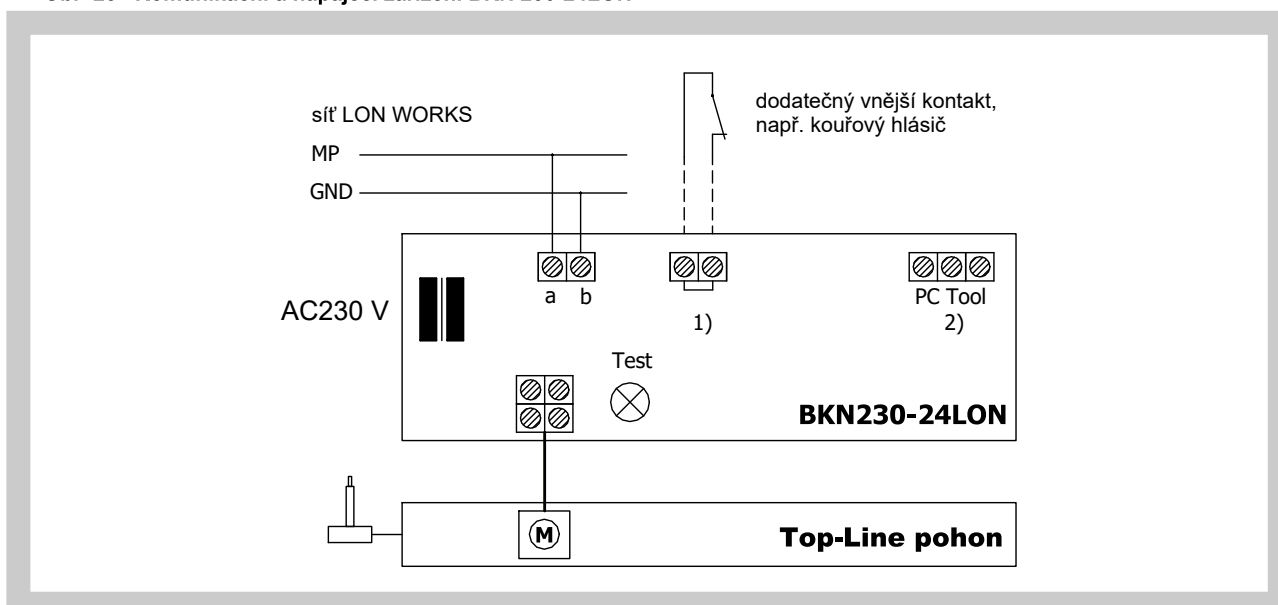 síť LON WORKS
dodatečný vnější kontakt,
např. kouřový hlásič
MP
GND
AC230 V
a b
1)
PC Tool
2)
Test
BKN230-24LON
M
Top-Line pohon